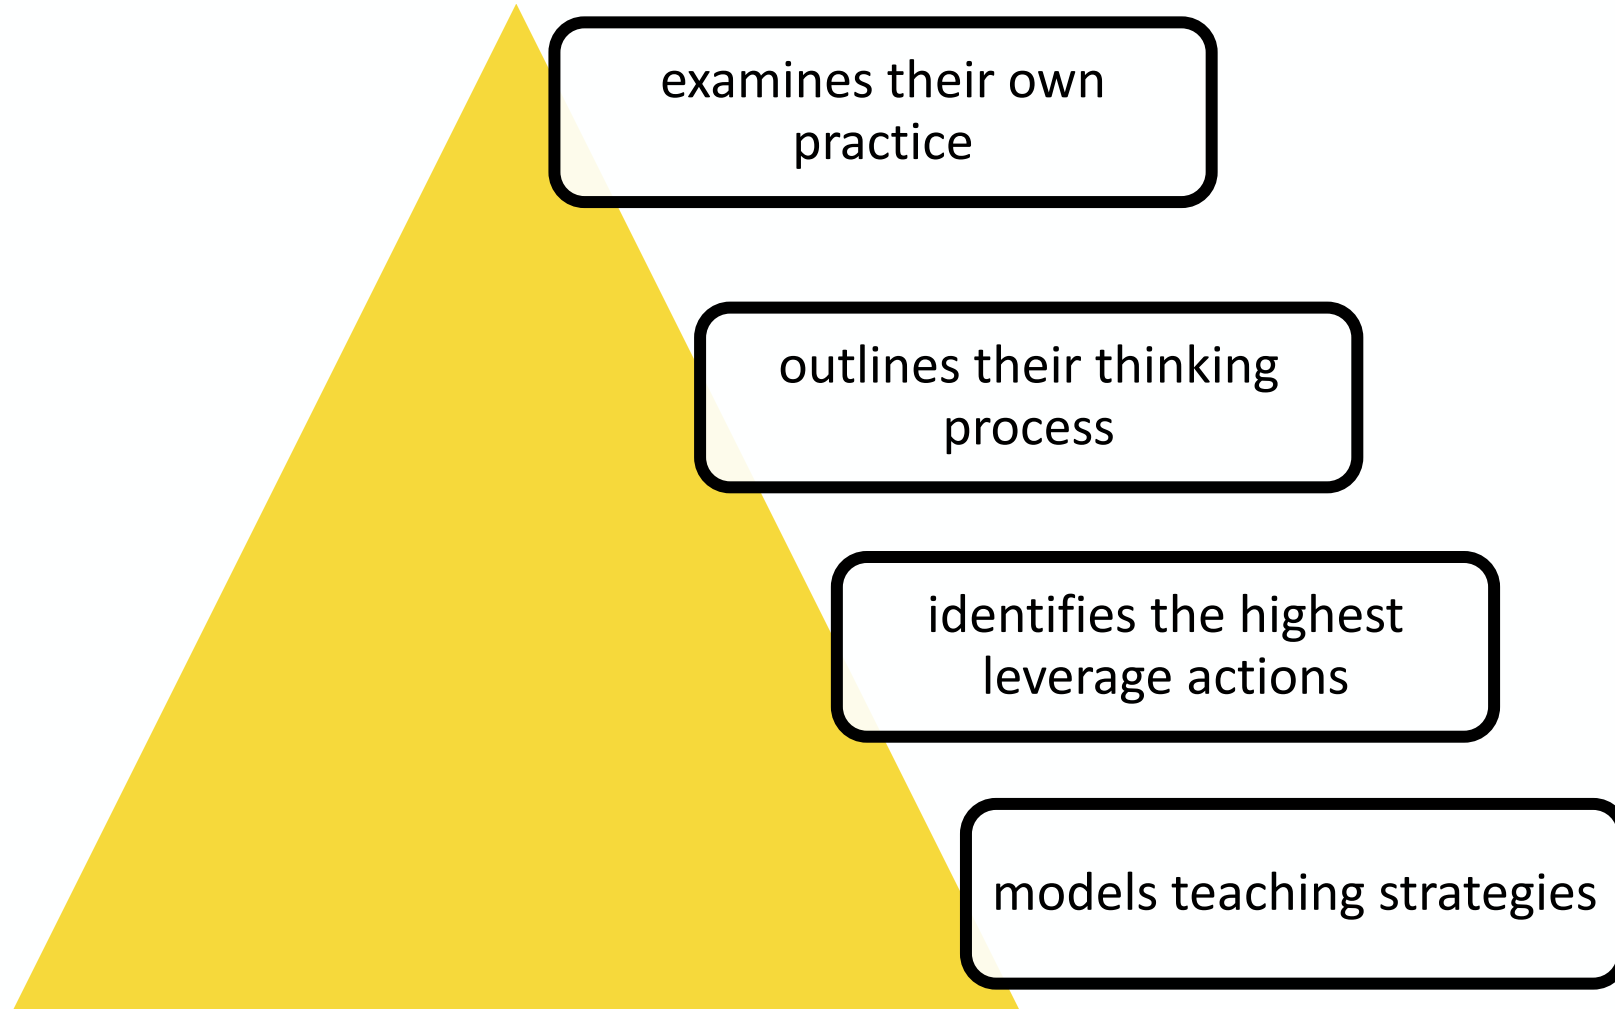 examines their own
practice
outlines their thinking
process
identifies the highest
leverage actions
models teaching strategies